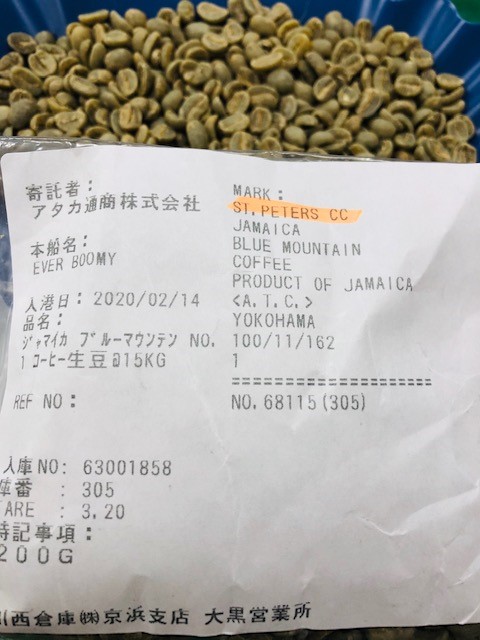 寄託者：
アタカ通商株式会社
本船名：
EVER BOOMY
入港日：2020/02/14
品名：
ジャマイカ ブルーマウンテン NO.
1 コーヒー生豆 @15KG
REF NO：
入庫NO: 63001858
庫番 : 305
TARE : 3.20
特記事項：
200G
MARK :
ST.PETERS CC
JAMAICA
BLUE MOUNTAIN
COFFEE
PRODUCT OF JAMAICA
<A.T.C.>
YOKOHAMA
100/11/162
1
====================
NO.68115(305)
川西倉庫㈱京浜支店 大黒営業所